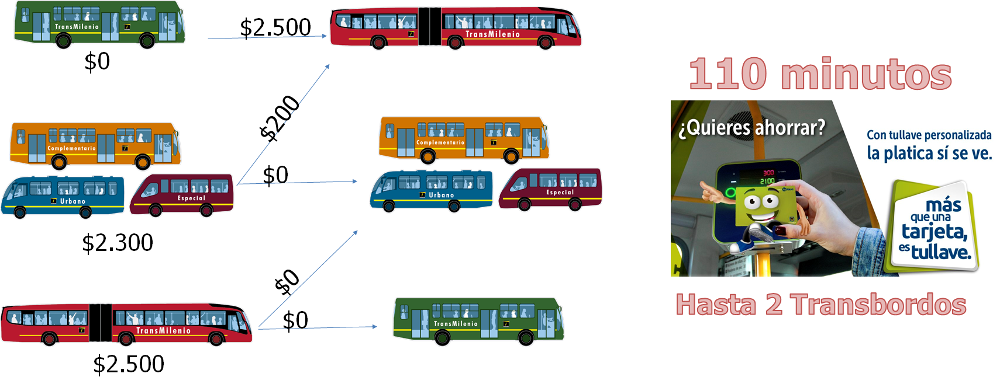 TransMilenio
$0
$2.500
TransMilenio
110 minutos
$200
Complementario
Urbano
Especial
$2.300
$0
Complementario
Urbano
Especial
¿Quieres ahorrar?
Con tullave personalizada
la platica sí se ve.
300
2100
más
que una
tarjeta,
es tullave.
$0
TransMilenio
$2.500
$0
TransMilenio
Hasta 2 Transbordos